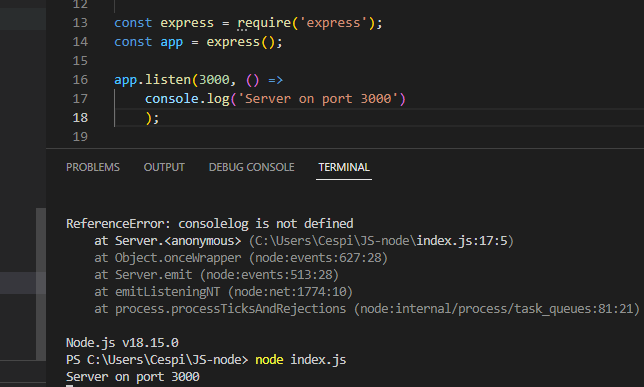 12
13 const express = require('express');
14 const app = express();
15
16 app.listen(3000, () =>
17 console.log('Server on port 3000')
18 );
19
PROBLEMS OUTPUT DEBUG CONSOLE TERMINAL
ReferenceError: consolelog is not defined
at Server.<anonymous> (C:\Users\Cespi\JS-node\index.js:17:5)
at Object.onceWrapper (node:events:627:28)
at Server.emit (node:events:513:28)
at emitListeningNT (node:net:1774:10)
at process.processTicksAndRejections (node:internal/process/task_queues:81:21)
Node.js v18.15.0
PS C:\Users\Cespi\JS-node> node index.js
Server on port 3000